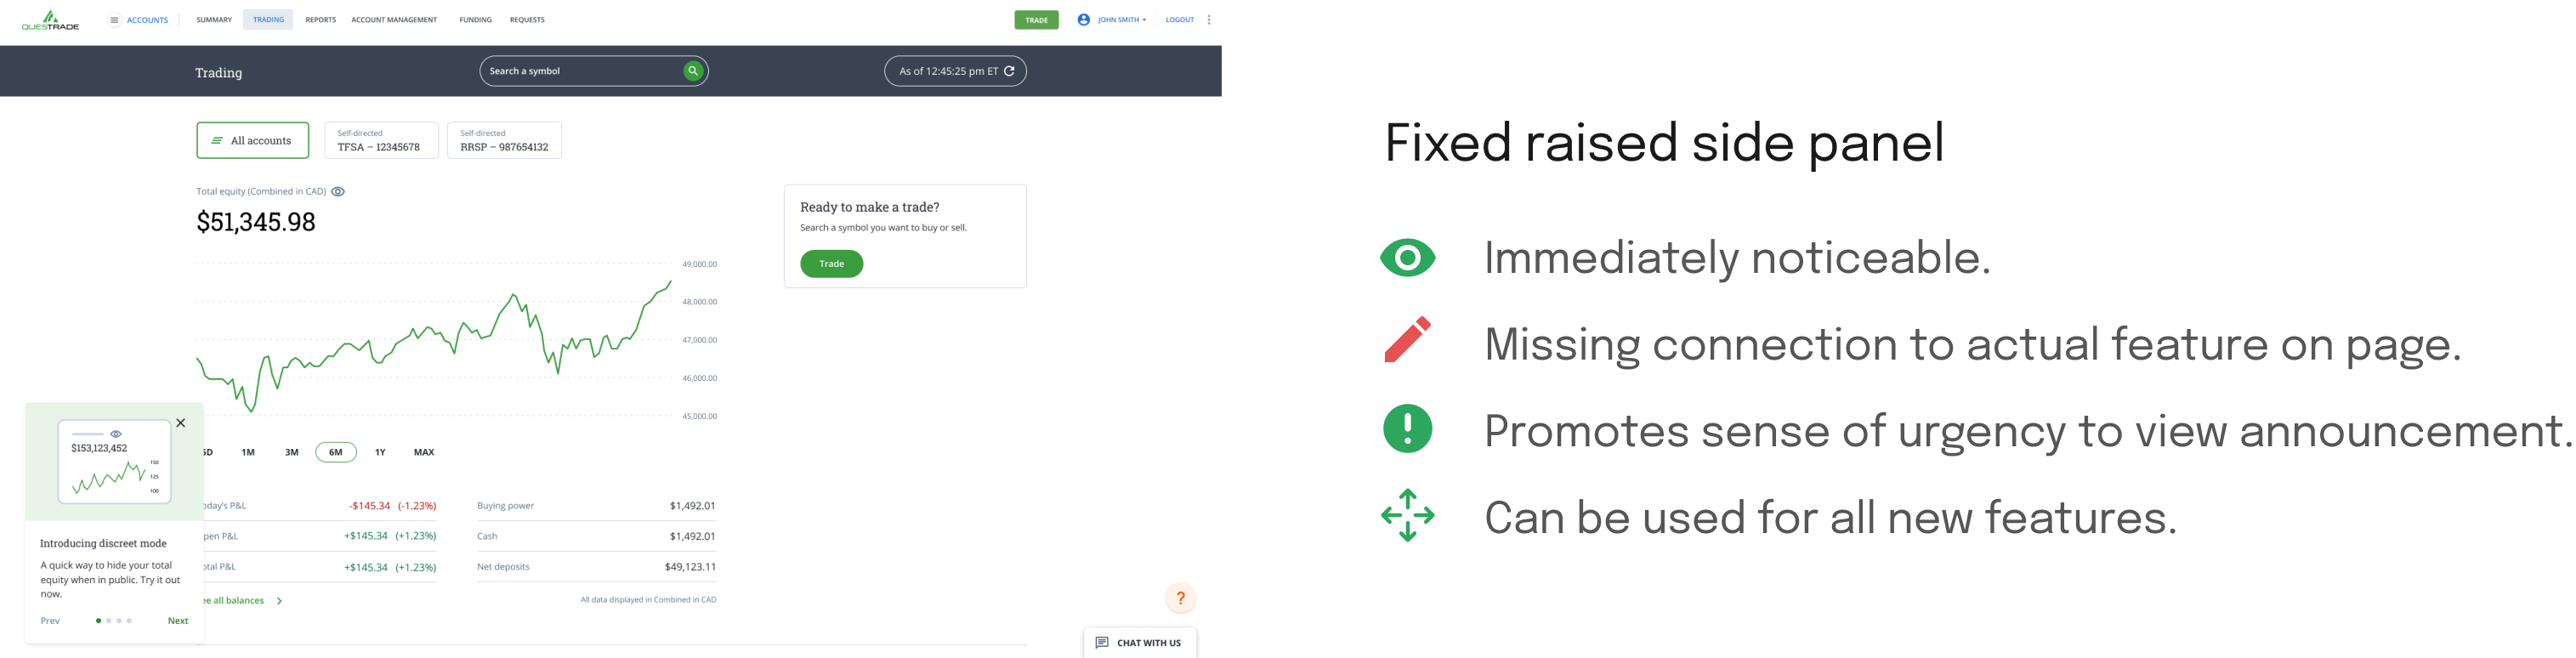 QUESTRADE
ACCOUNTS
SUMMARY
TRADING
REPORTS
ACCOUNT MANAGEMENT
FUNDING
REQUESTS
TRADE
JOHN SMITH
LOGOUT
Trading
Search a symbol
As of 12:45:25 pm ET
All accounts
Self-directed
TFSA – 12345678
Self-directed
RRSP – 987654132
Total equity (Combined in CAD)
$51,345.98
49,000.00
48,000.00
47,000.00
46,000.00
45,000.00
5D
1M
3M
6M
1Y
MAX
oday's P&L
-$145.34 (-1.23%)
pen P&L
+$145.34 (+1.23%)
otal P&L
+$145.34 (+1.23%)
ee all balances
Buying power
$1,492.01
Cash
$1,492.01
Net deposits
$49,123.11
All data displayed in Combined in CAD
Ready to make a trade?
Search a symbol you want to buy or sell.
Trade
$153,123,452
150
125
100
Introducing discreet mode
A quick way to hide your total
equity when in public. Try it out
now.
Prev
Next
?
CHAT WITH US
Fixed raised side panel
Immediately noticeable.
Missing connection to actual feature on page.
Promotes sense of urgency to view announcement.
Can be used for all new features.